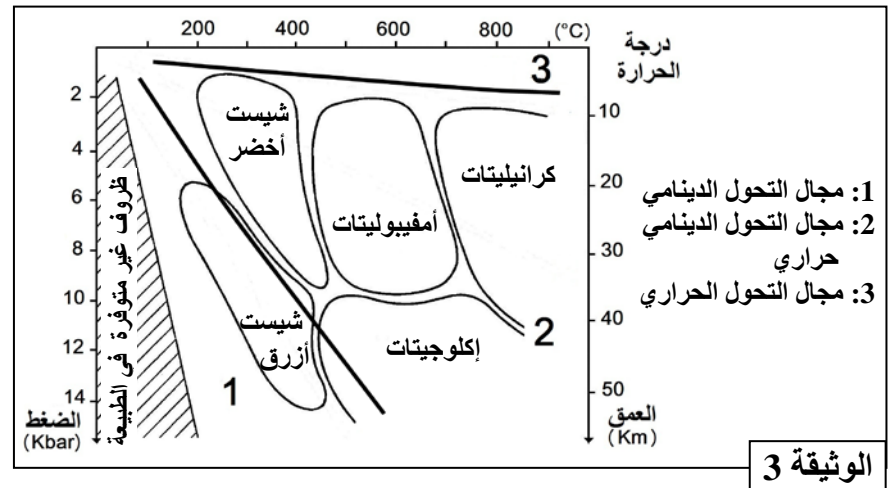 200 400 600 800 (°C)
درجة
الحرارة
3
2
4
6
8
10
12
14
10
20
30
40
50
شيست
أخضر
كرانيليتات
أمفيبوليتات
شيست
أزرق
إكلوجيتات
1
2
ظروف غير متوفرة في الطبيعة
الضغط
(Kbar)
العمق
(Km)
1: مجال التحول الدينامي
2: مجال التحول الدينامي
حراري
3: مجال التحول الحراري
الوثيقة 3